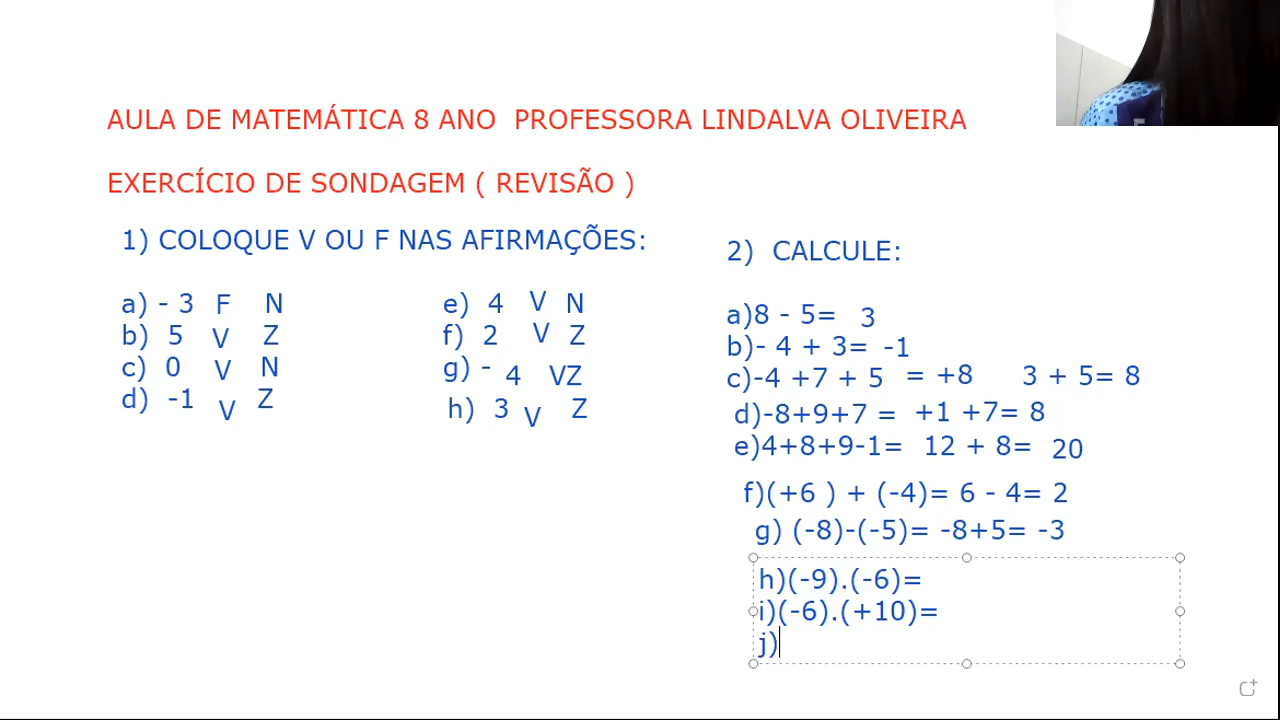 AULA DE MATEMÁTICA 8 ANO PROFESSORA LINDALVA OLIVEIRA
EXERCÍCIO DE SONDAGEM ( REVISÃO )
1) COLOQUE V OU F NAS AFIRMAÇÕES:
a) - 3 F N
b) 5 V Z
c) 0 V N
d) -1 V Z
e) 4 V N
f) 2 V Z
g) - 4 VZ
h) 3 V Z
2) CALCULE:
a)8 - 5= 3
b)- 4 + 3= -1
c)-4 +7 + 5 = +8 3 + 5= 8
d)-8+9+7 = +1 +7= 8
e)4+8+9-1= 12 + 8= 20
f)(+6 ) + (-4)= 6 - 4= 2
g) (-8)-(-5)= -8+5= -3
h)(-9).(-6)=
i)(-6).(+10)=
j)